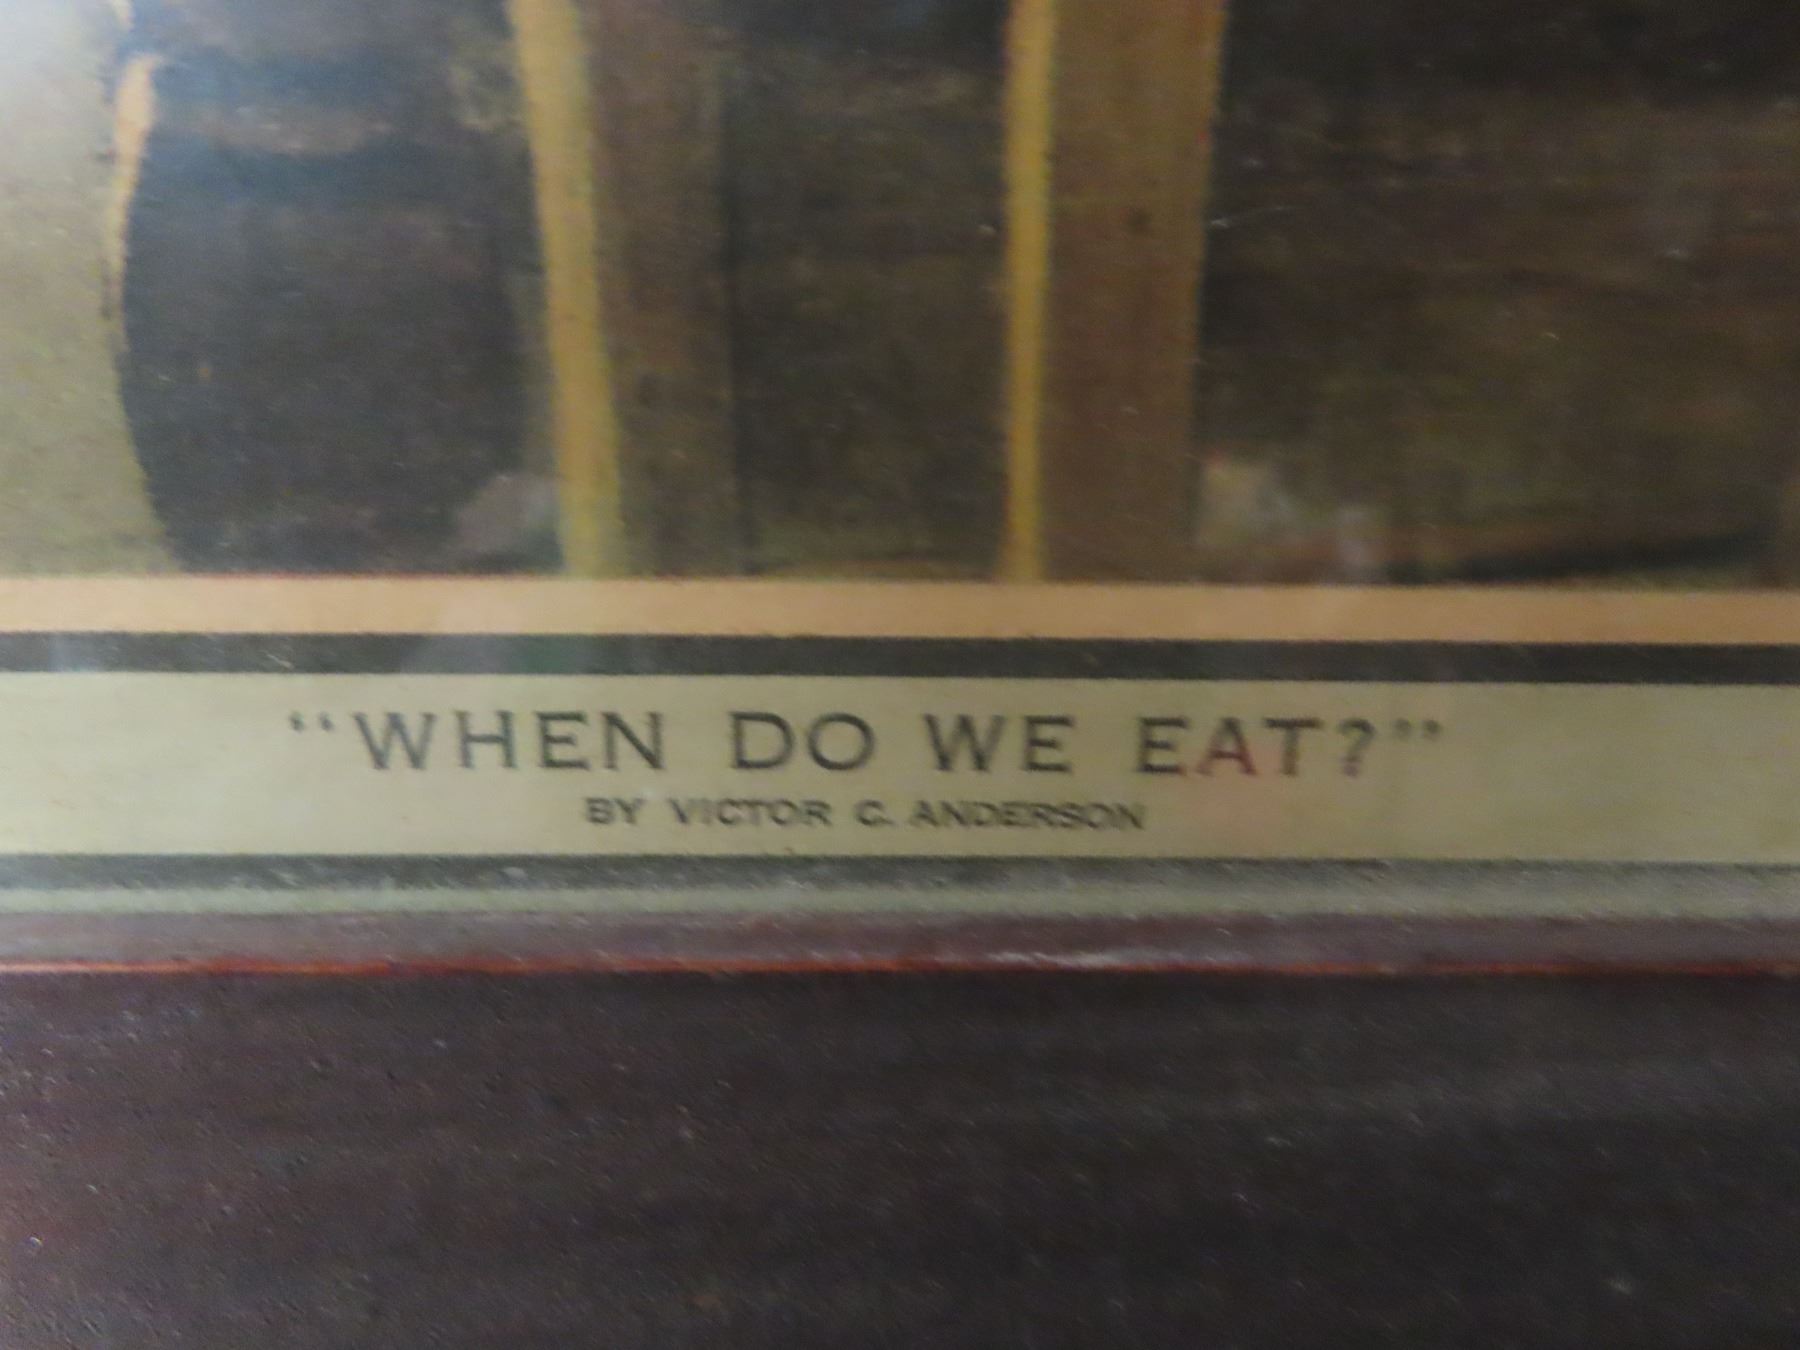 “WHEN DO WE EAT?”
BY VICTOR C. ANDERSON